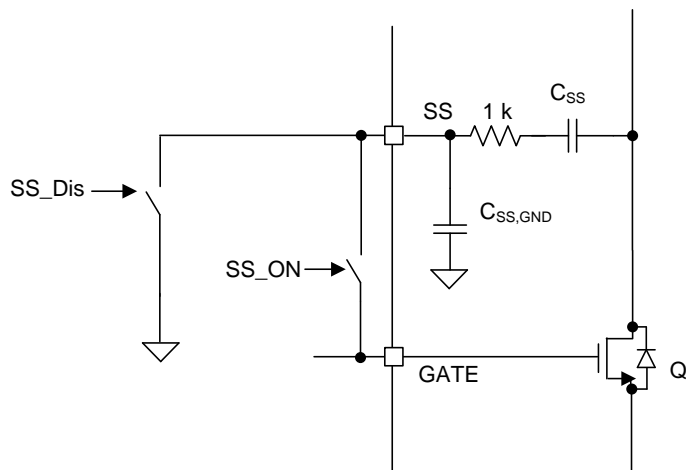 C_SS
SS
1 k
SS_Dis
C_SS,GND
SS_ON
GATE
Q